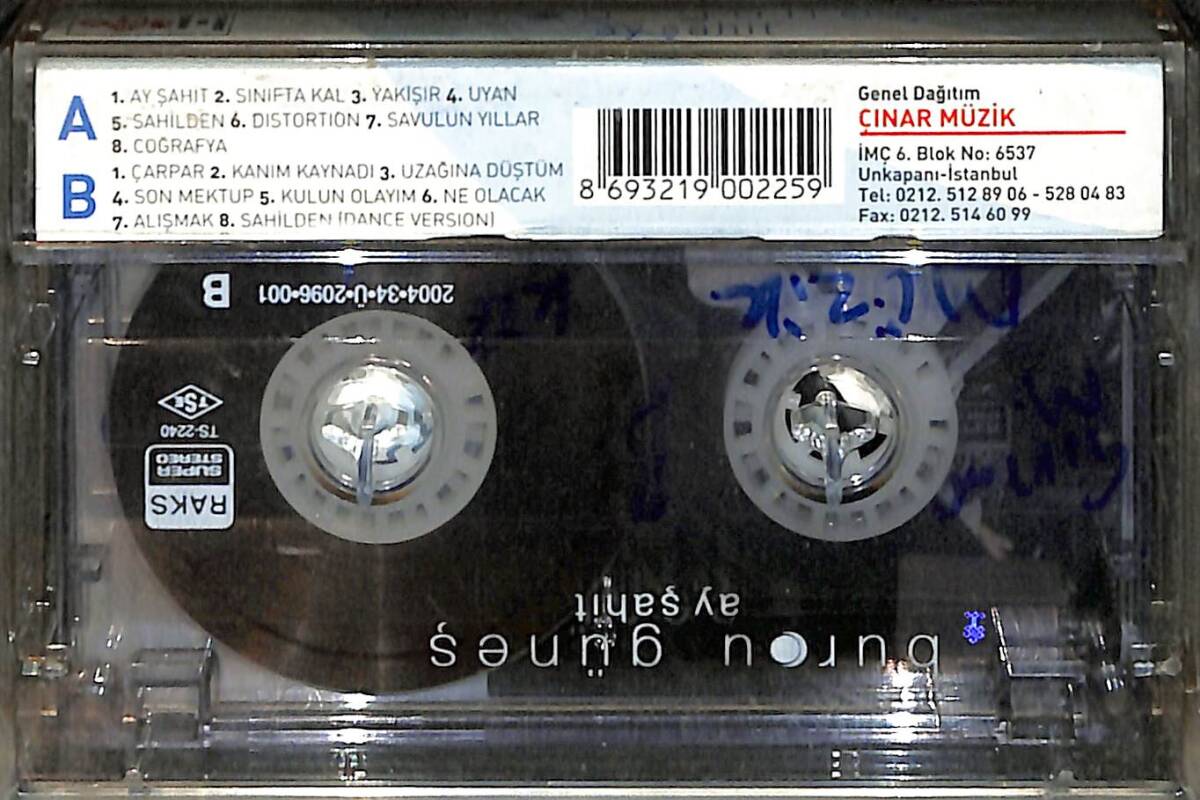 A
1. AY ŞAHİT 2. SINIFTA KAL 3. YAKIŞIR 4. UYAN
5. SAHİLDEN 6. DISTORTION 7. SAVULUN YILLAR
8. COĞRAFYA
B
1. ÇARPAR 2. KANIM KAYNADI 3. UZAĞINA DÜŞTÜM
4. SON MEKTUP 5. KULUN OLAYIM 6. NE OLACAK
7. ALIŞMAK 8. SAHİLDEN (DANCE VERSION)
8 693219 002259
Genel Dağıtım
ÇINAR MÜZİK
İMÇ 6. Blok No: 6537
Unkapanı-İstanbul
Tel: 0212. 512 89 06 - 528 04 83
Fax: 0212. 514 60 99
burcu güneş
ay şahit
RAKS
SUPER
STEREO
TS-2240
TSE
2004•34•Ü•2096•001
B
Müzik